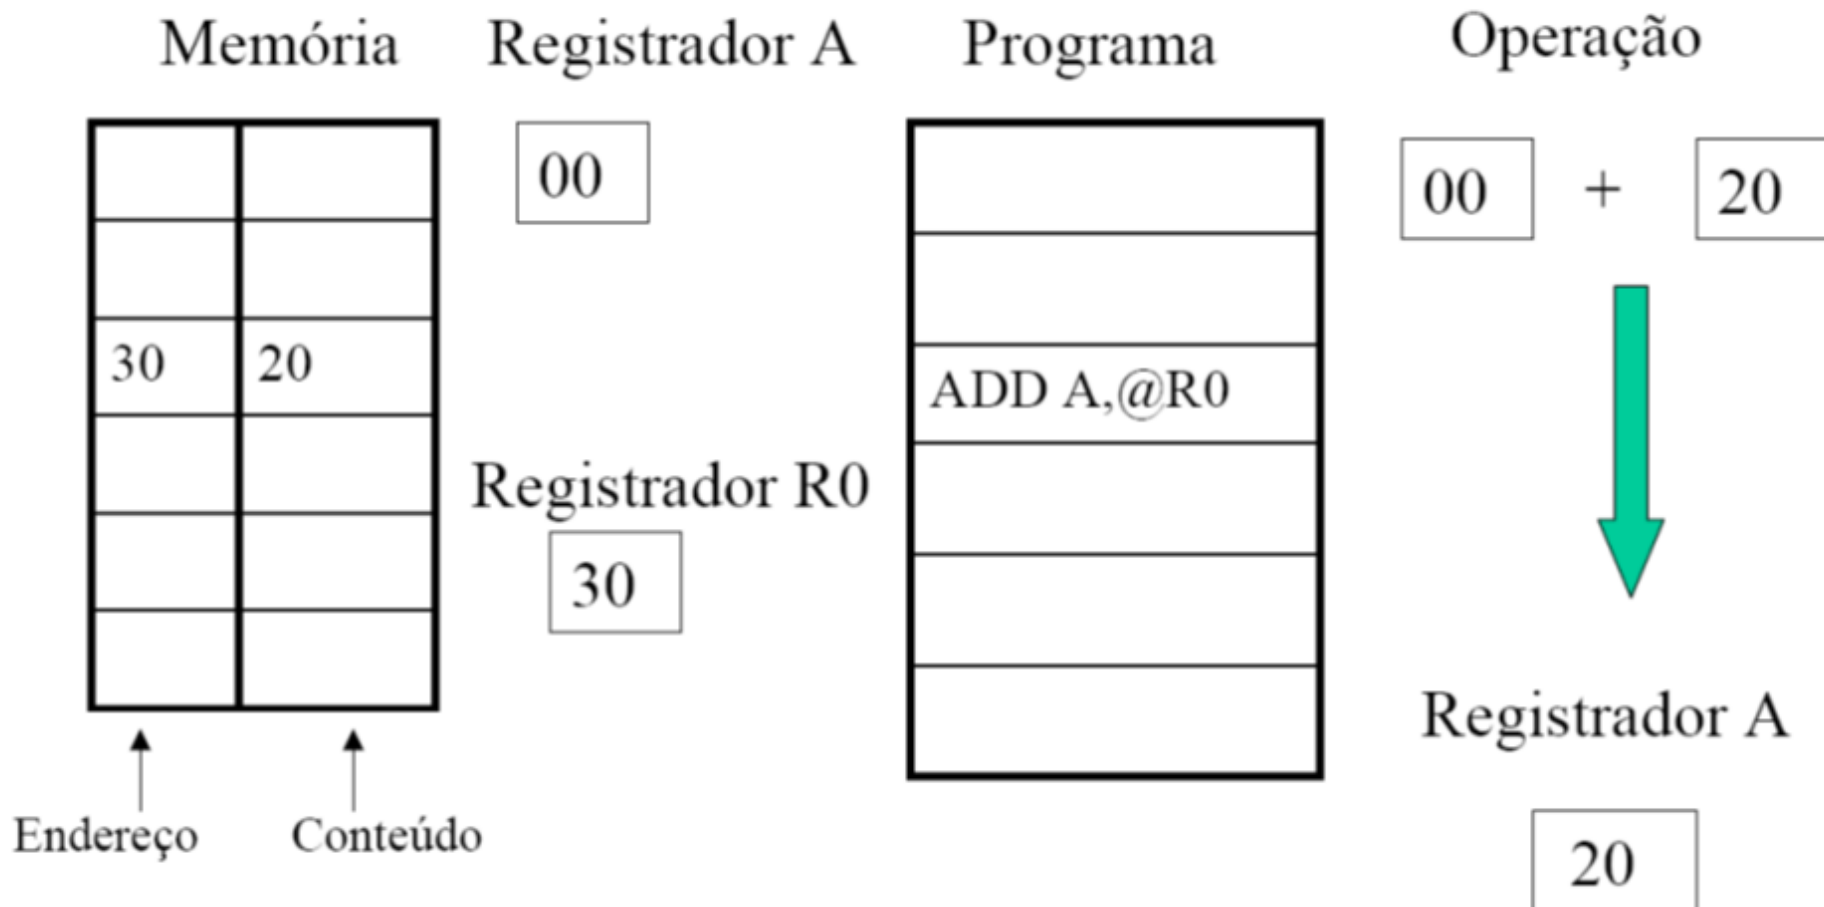 Memória
Registrador A
Programa
Operação
00
00 + 20
30 20
ADD A,@R0
Registrador R0
30
Registrador A
20
Endereço
Conteúdo